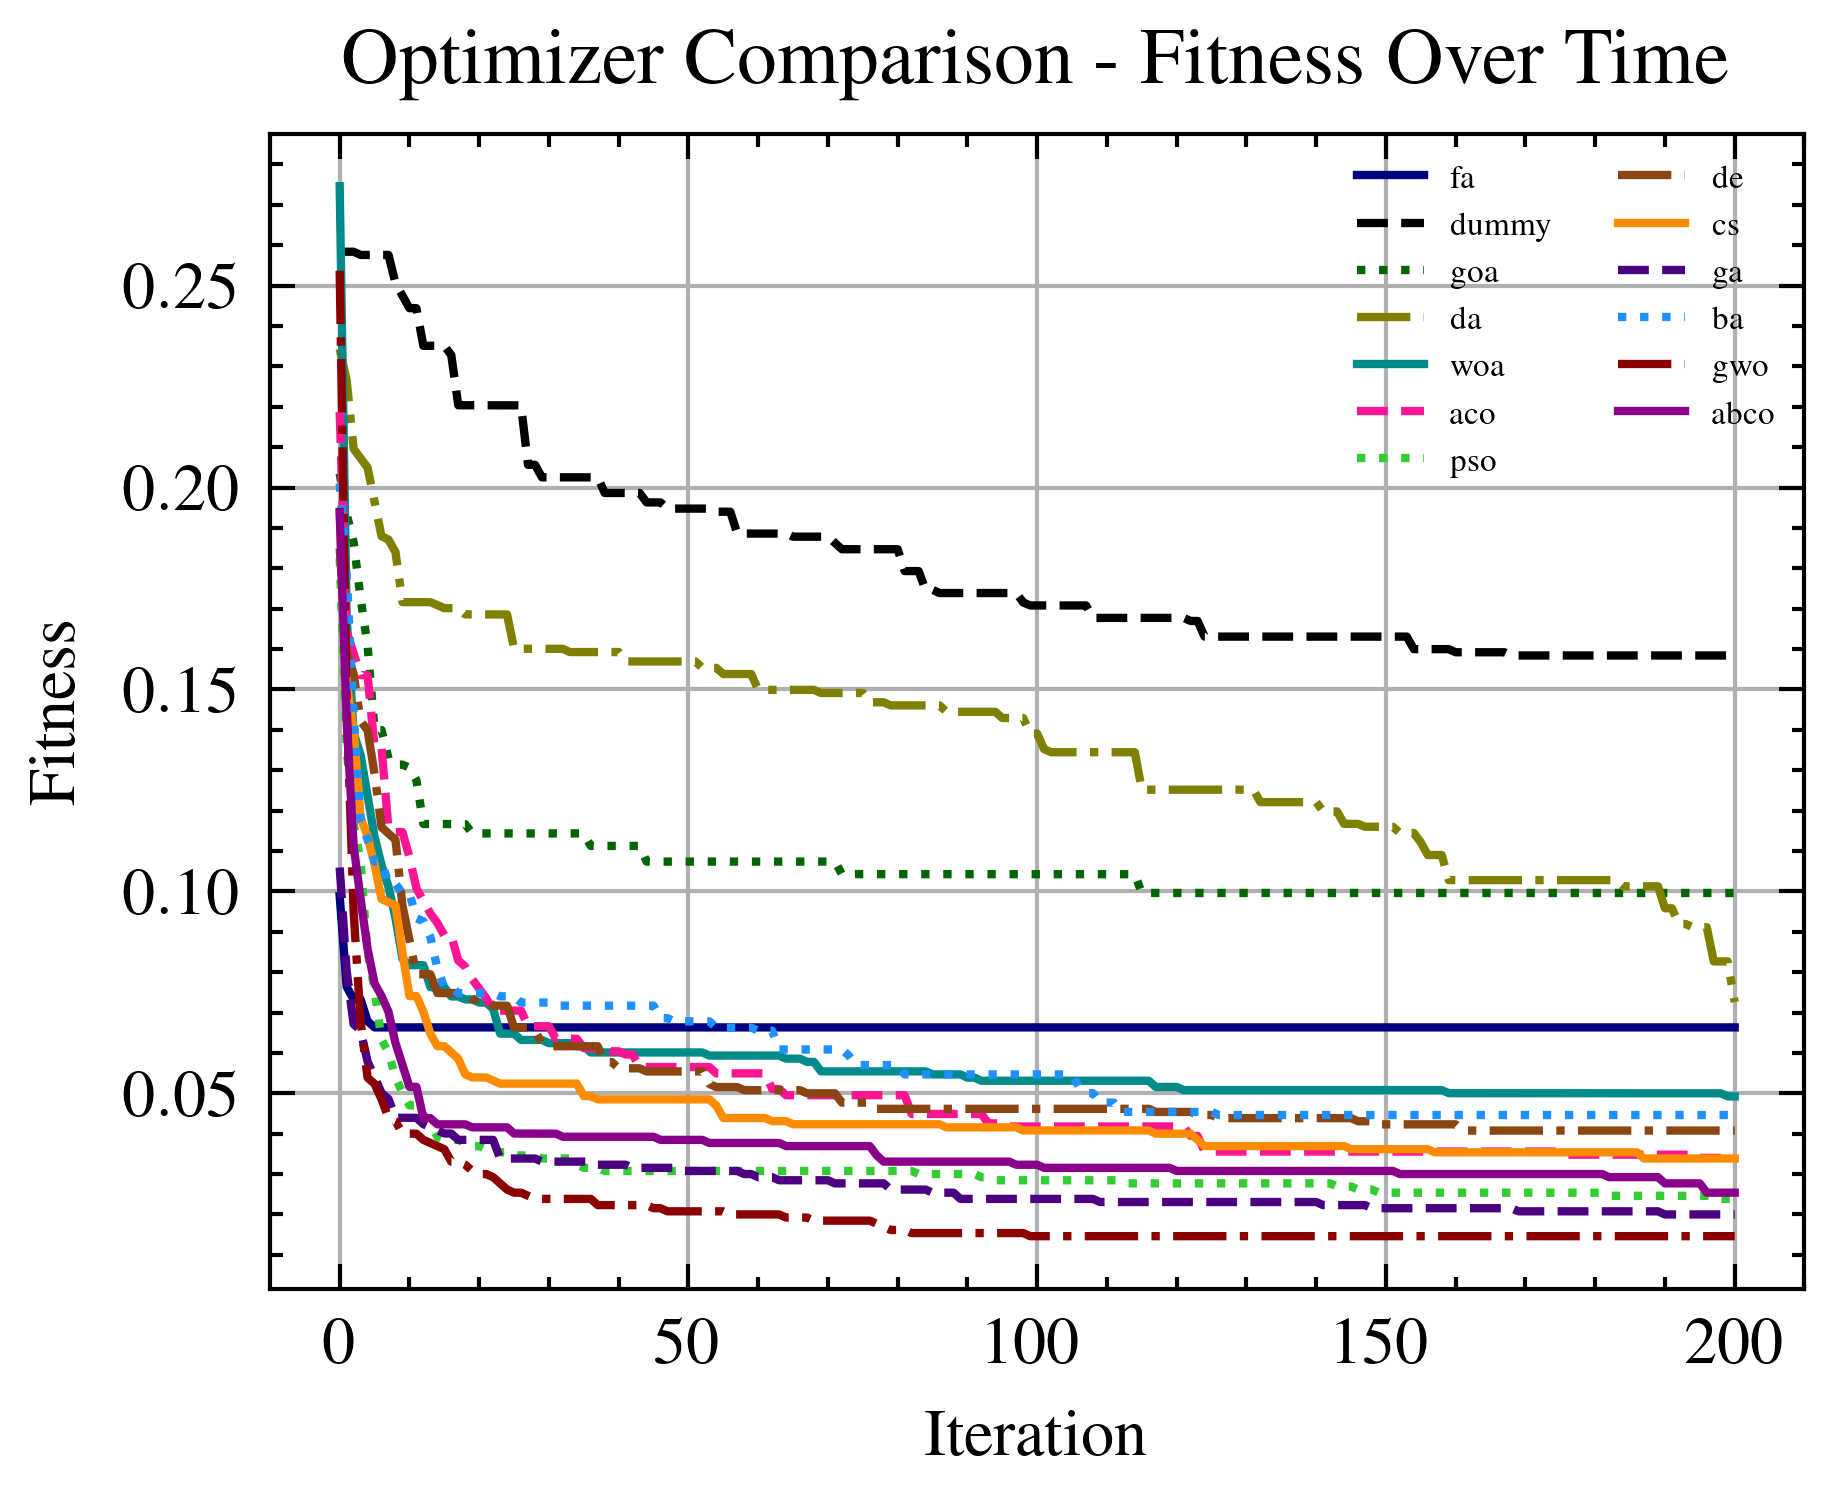 Optimizer Comparison - Fitness Over Time
fa
dummy
goa
da
woa
aco
pso
de
cs
ga
ba
gwo
abco
0.25
0.20
0.15
0.10
0.05
Fitness
0 50 100 150 200
Iteration